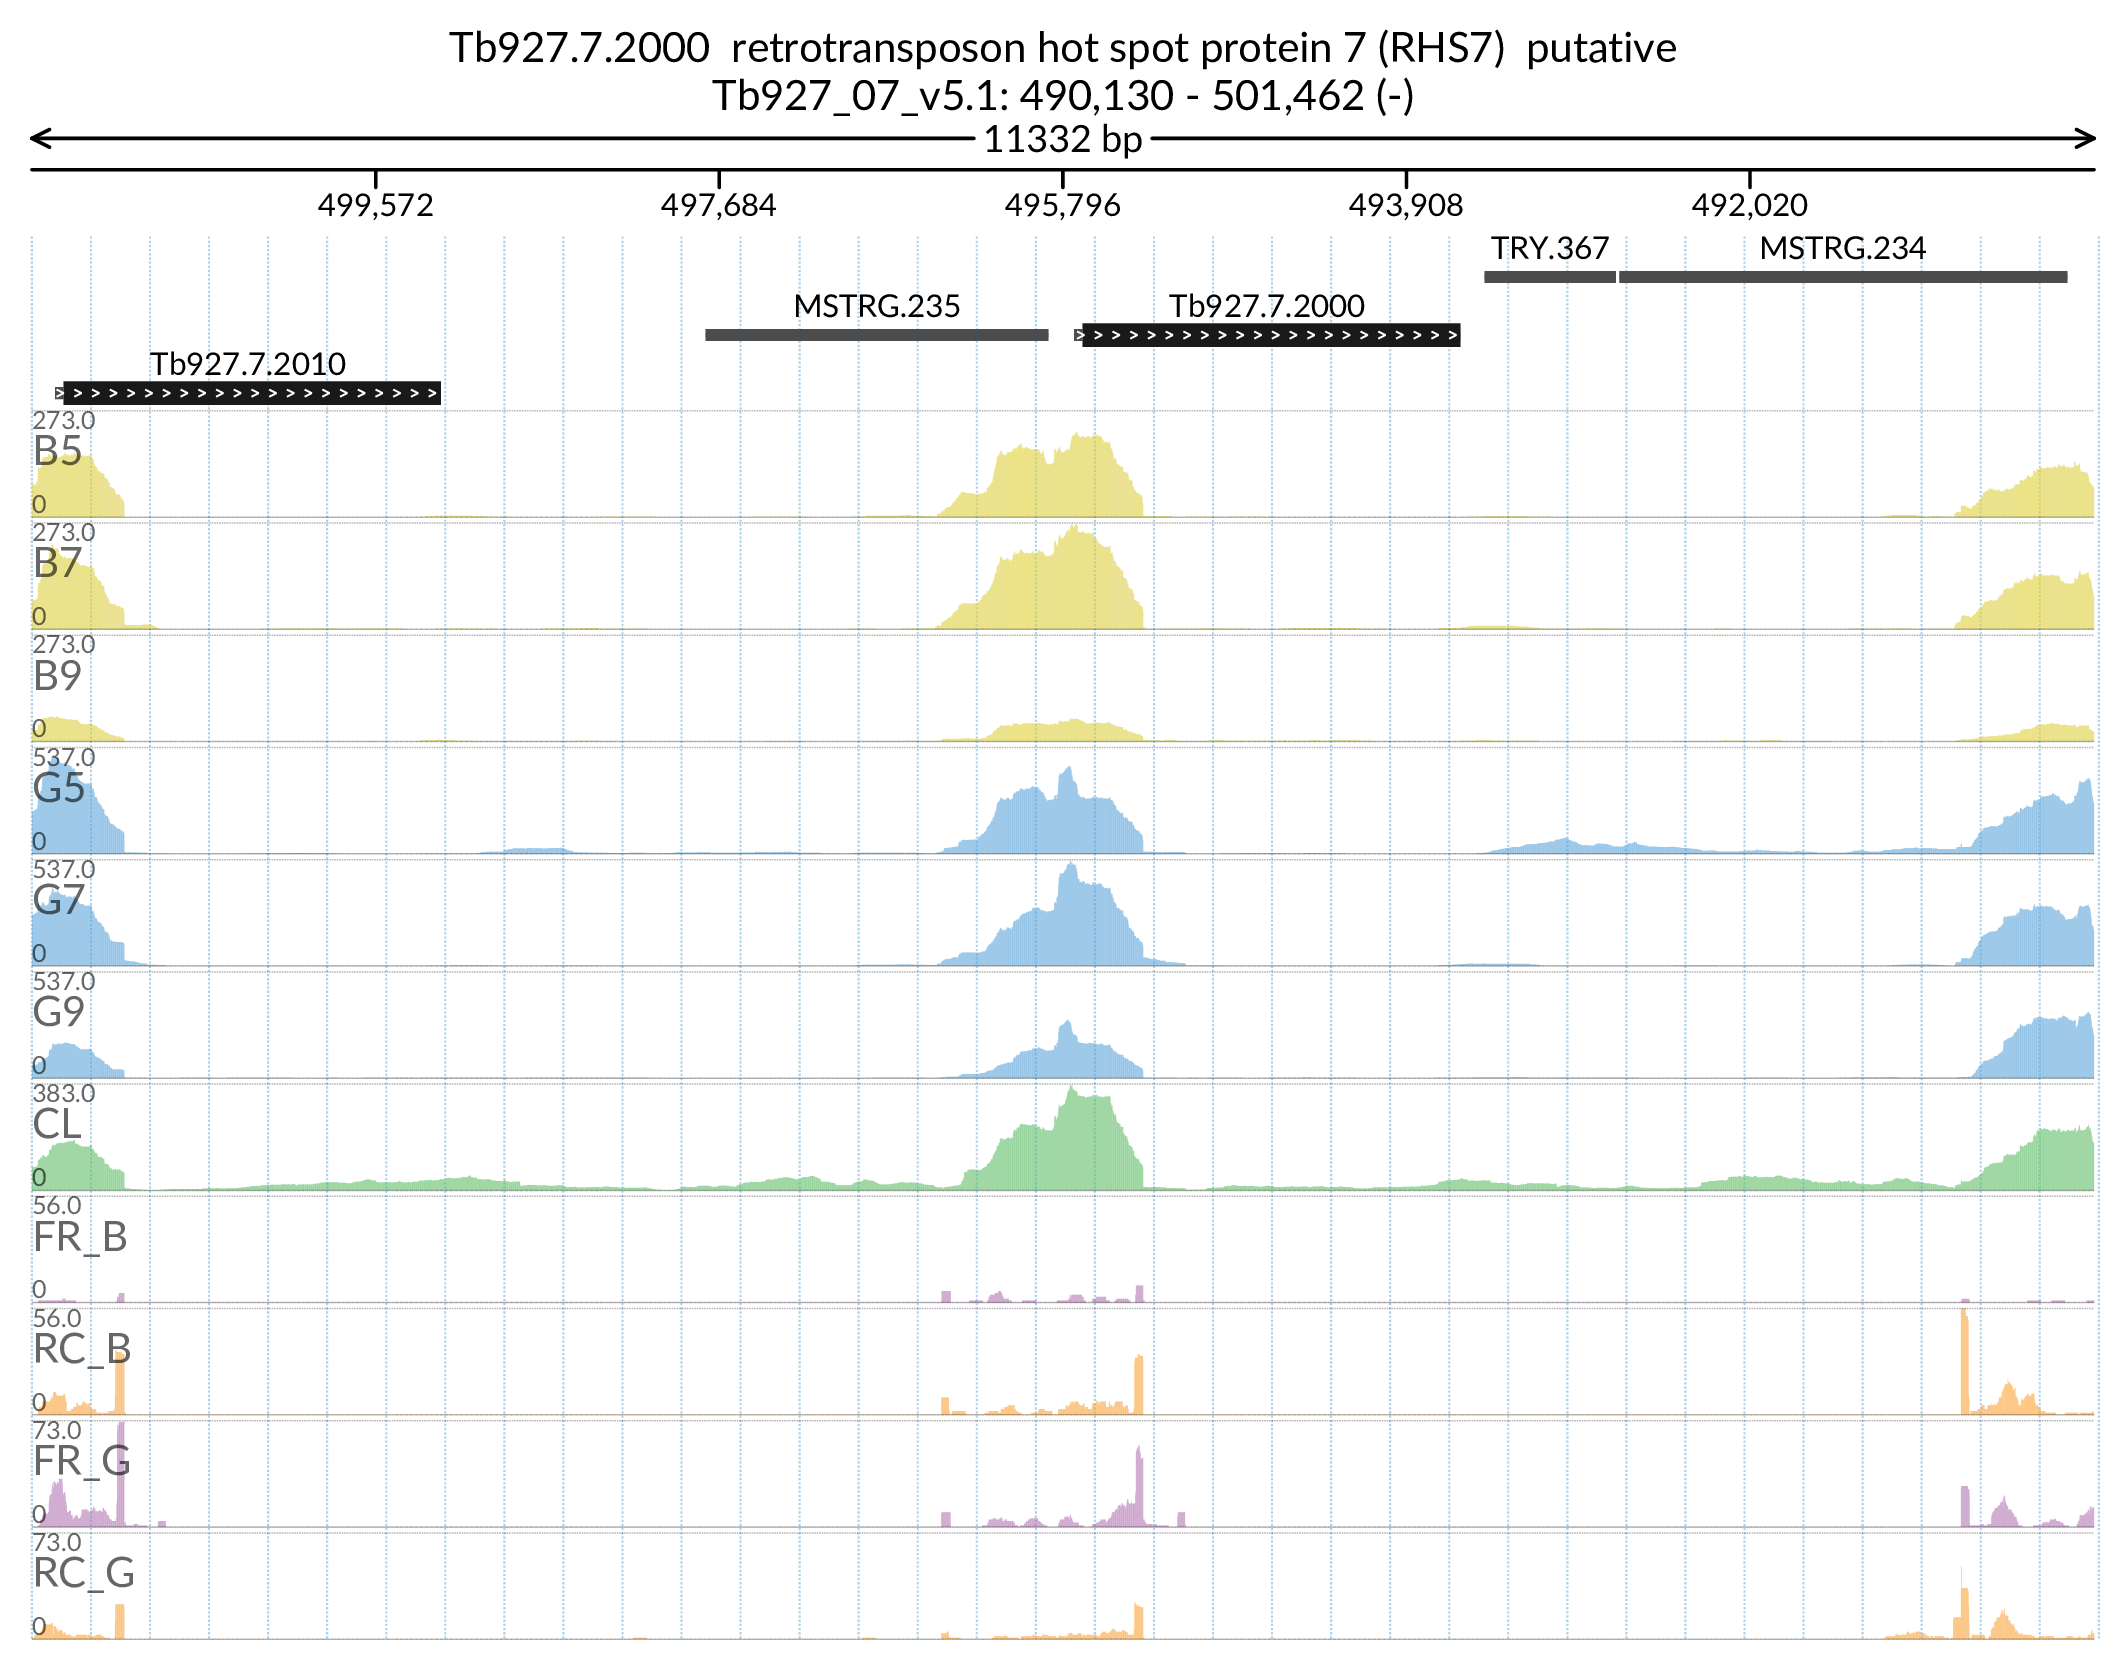 Tb927.7.2000  retrotransposon hot spot protein 7 (RHS7)  putative
Tb927_07_v5.1: 490,130 - 501,462 (-)
11332 bp
499,572 497,684 495,796 493,908 492,020
TRY.367 MSTRG.234
MSTRG.235 Tb927.7.2000
Tb927.7.2010
273.0
B5
0
273.0
B7
0
273.0
B9
0
537.0
G5
0
537.0
G7
0
537.0
G9
0
383.0
CL
0
56.0
FR_B
0
56.0
RC_B
0
73.0
FR_G
0
73.0
RC_G
0